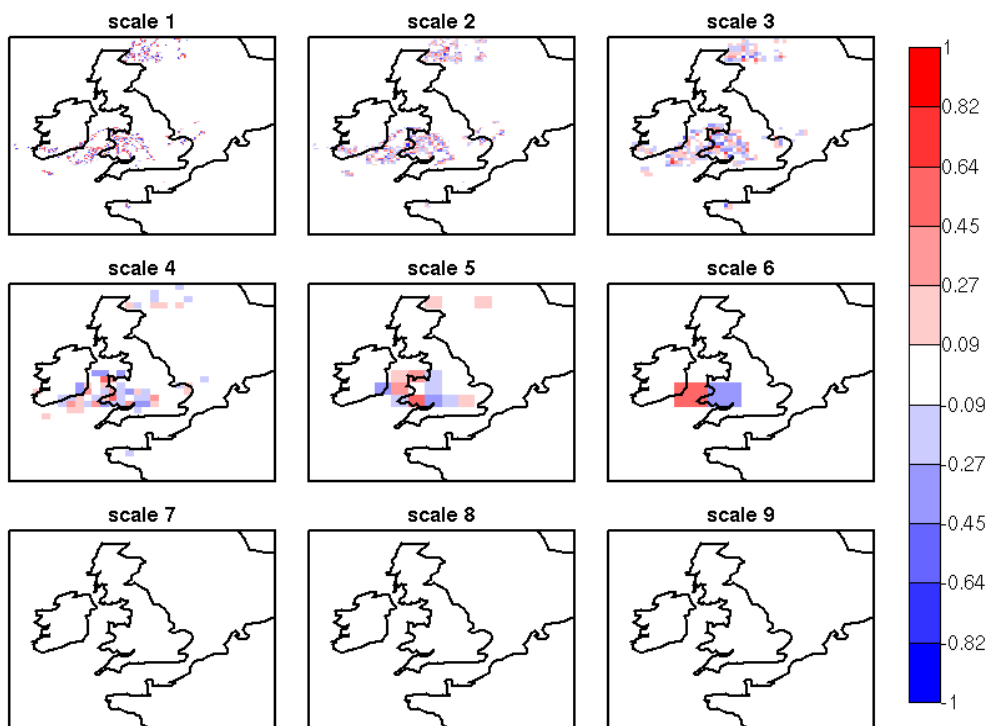 scale 1
scale 2
scale 3
scale 4
scale 5
scale 6
scale 7
scale 8
scale 9
1
0.82
0.64
0.45
0.27
0.09
-0.09
-0.27
-0.45
-0.64
-0.82
-1